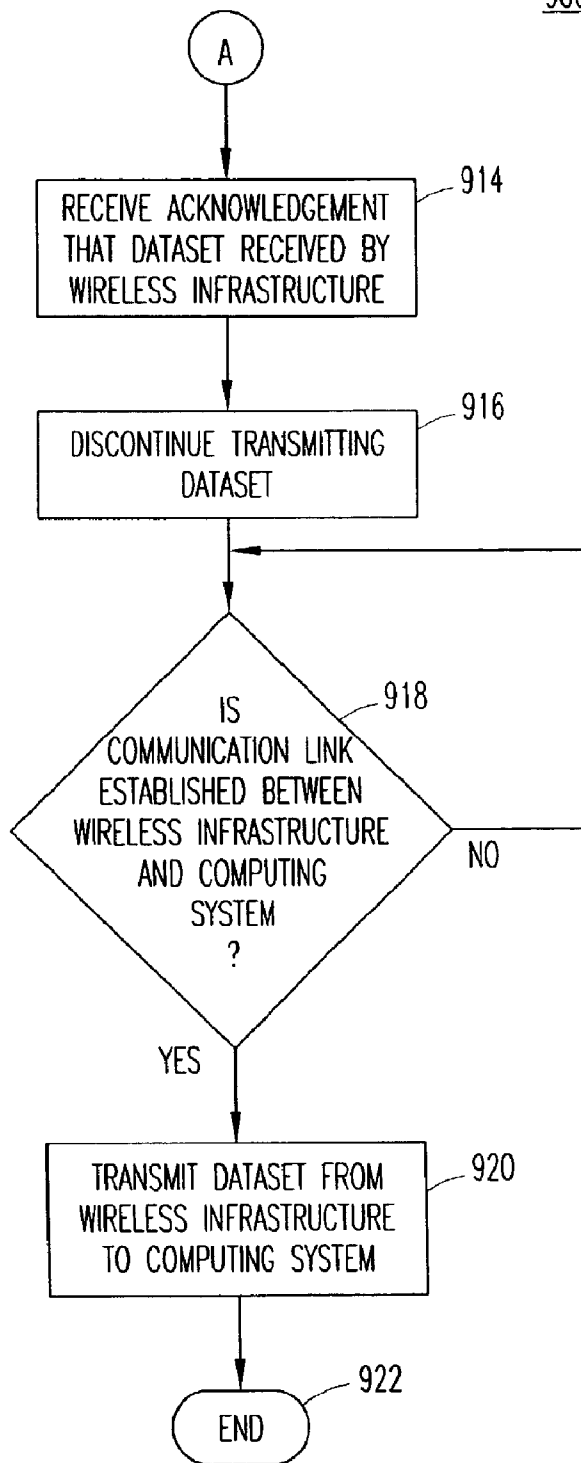 A
914
RECEIVE ACKNOWLEDGEMENT
THAT DATASET RECEIVED BY
WIRELESS INFRASTRUCTURE
916
DISCONTINUE TRANSMITTING
DATASET
918
IS
COMMUNICATION LINK
ESTABLISHED BETWEEN
WIRELESS INFRASTRUCTURE
AND COMPUTING
SYSTEM
?
NO
YES
920
TRANSMIT DATASET FROM
WIRELESS INFRASTRUCTURE
TO COMPUTING SYSTEM
922
END